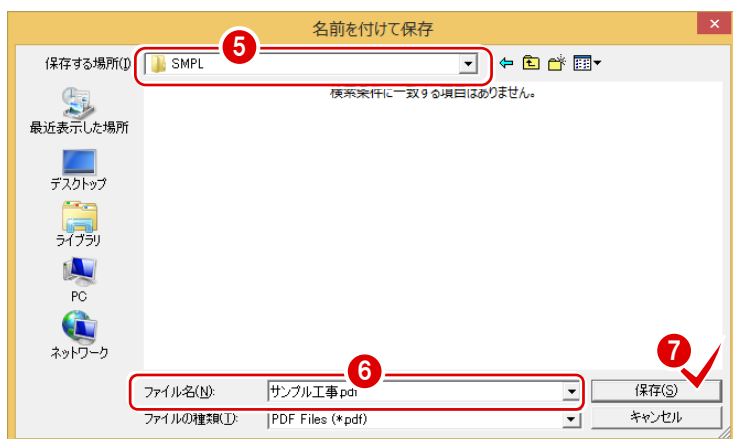 名前を付けて保存
×
5
保存する場所(I)
SMPL
検索条件に一致する項目はありません。
最近表示した場所
デスクトップ
ライブラリ
PC
ネットワーク
6
7
ファイル名(N):
サンプル工事.pdf
保存(S)
ファイルの種類(T):
PDF Files (*.pdf)
キャンセル